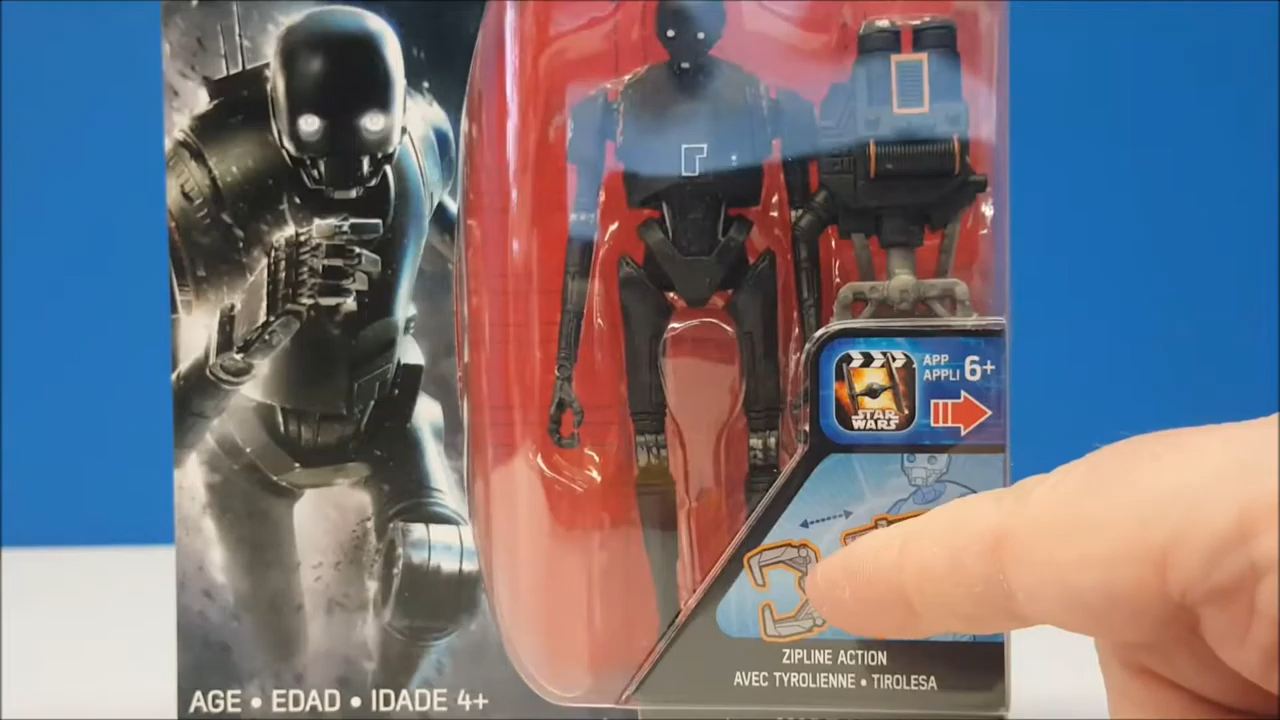 APP
APPLI 6+
STAR
WARS
ZIPLINE ACTION
AVEC TYROLIENNE • TIROLESA
AGE • EDAD • IDADE 4+